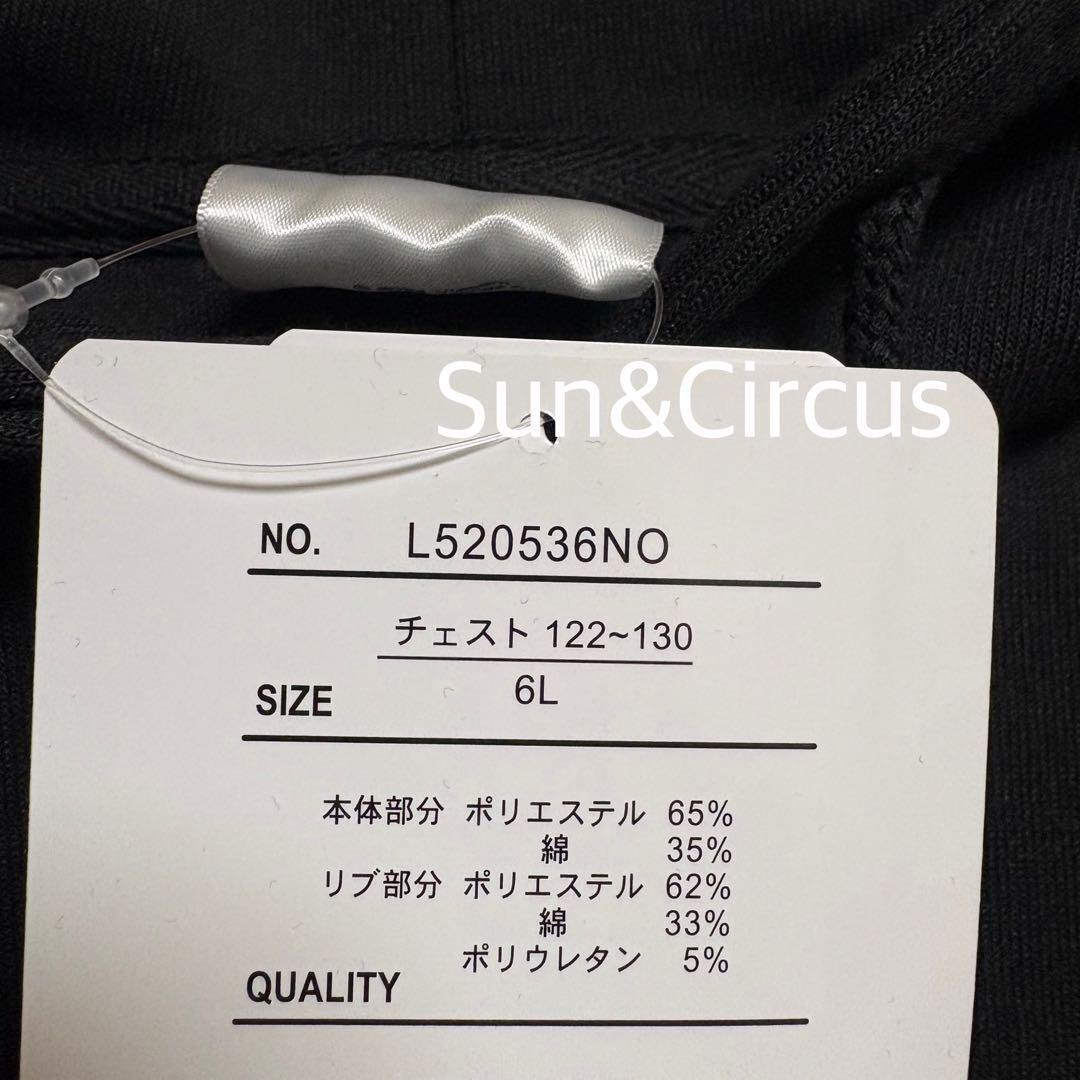 Sun&Circus
NO. L520536NO
チェスト 122~130
6L
SIZE
本体部分 ポリエステル 65%
綿 35%
リブ部分 ポリエステル 62%
綿 33%
ポリウレタン 5%
QUALITY